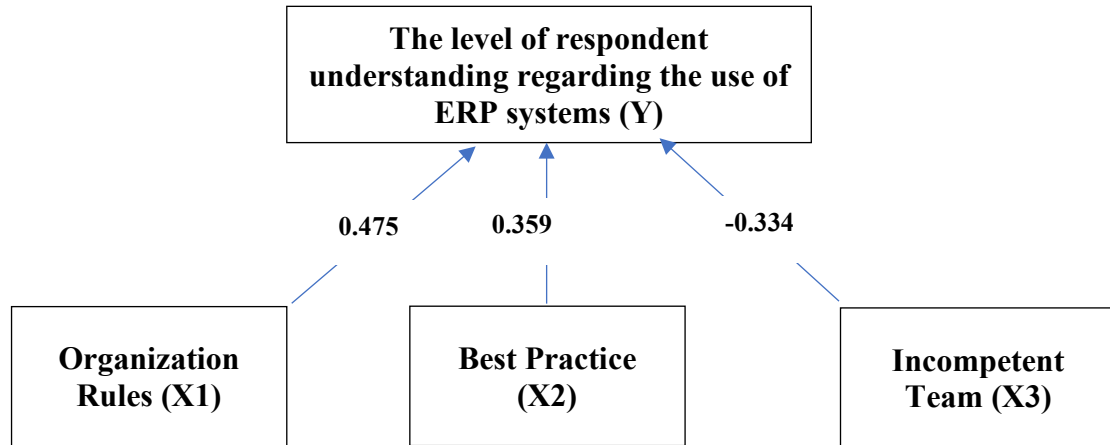 The level of respondent
understanding regarding the use of
ERP systems (Y)
0.475
0.359
-0.334
Organization
Rules (X1)
Best Practice
(X2)
Incompetent
Team (X3)